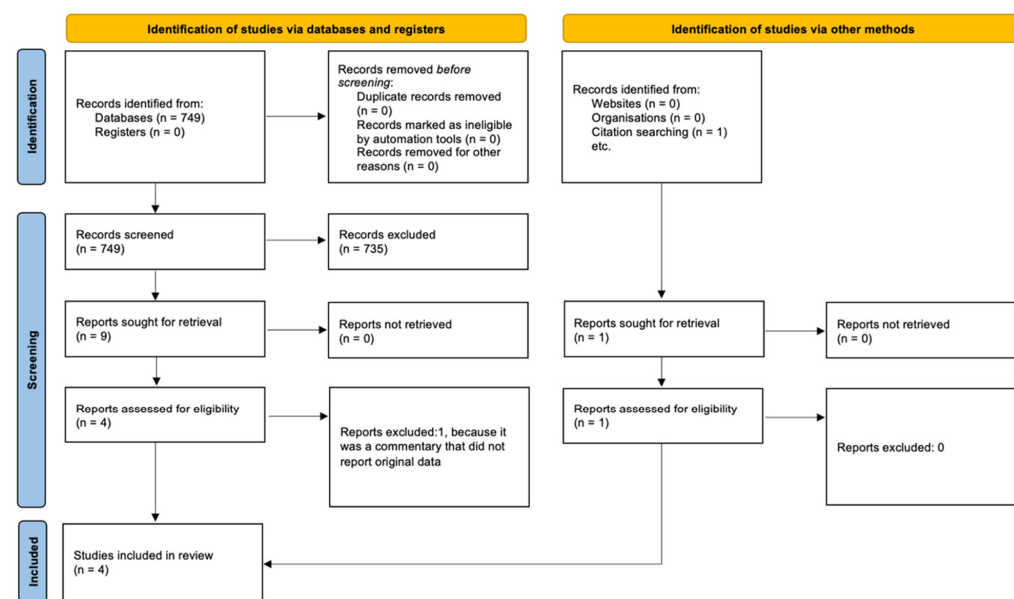 Identification of studies via databases and registers
Identification of studies via other methods
Identification
Records identified from:
Databases (n = 749)
Registers (n = 0)
Records removed before
screening:
Duplicate records removed
(n = 0)
Records marked as ineligible
by automation tools (n = 0)
Records removed for other
reasons (n = 0)
Records identified from:
Websites (n = 0)
Organisations (n = 0)
Citation searching (n = 1)
etc.
Screening
Records screened
(n = 749)
Records excluded
(n = 735)
Reports sought for retrieval
(n = 9)
Reports not retrieved
(n = 0)
Reports sought for retrieval
(n = 1)
Reports not retrieved
(n = 0)
Reports assessed for eligibility
(n = 4)
Reports excluded:1, because it
was a commentary that did not
report original data
Reports assessed for eligibility
(n = 1)
Reports excluded: 0
Included
Studies included in review
(n = 4)